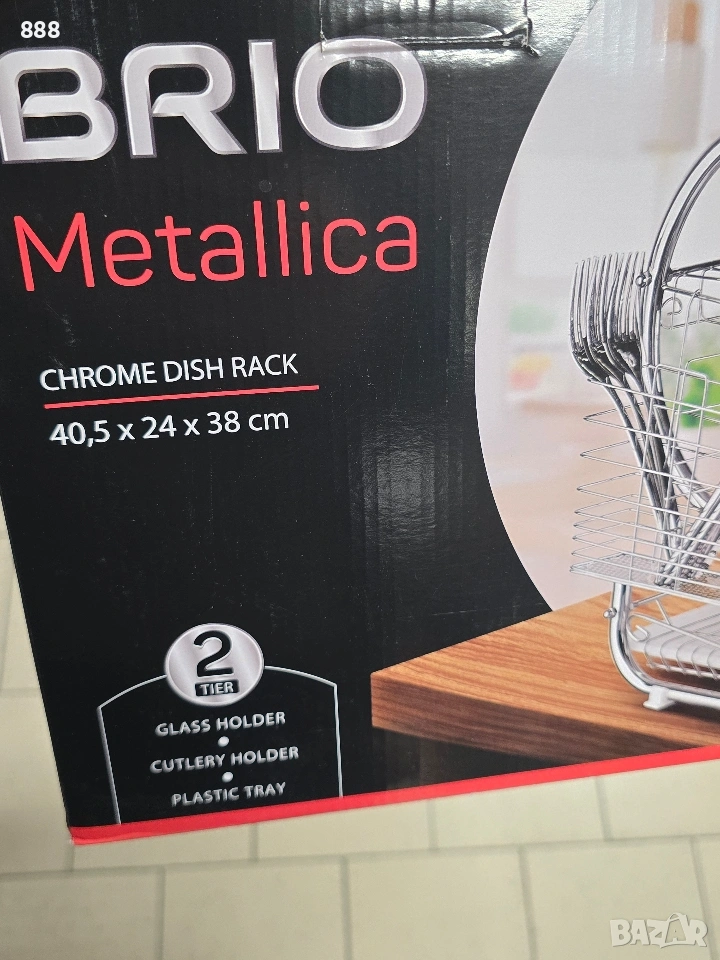 888
BRIO
Metallica
CHROME DISH RACK
40,5 x 24 x 38 cm
2
TIER
GLASS HOLDER
•
CUTLERY HOLDER
•
PLASTIC TRAY
BAZAR